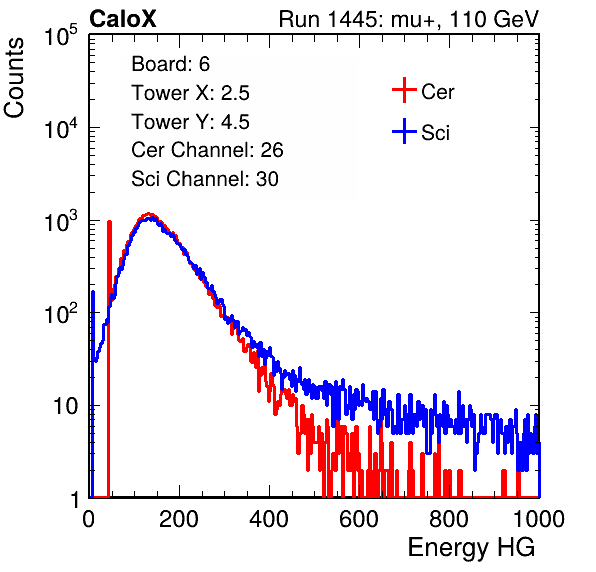 CaloX Run 1445: mu+, 110 GeV
Counts
Board: 6
Tower X: 2.5
Tower Y: 4.5
Cer Channel: 26
Sci Channel: 30
Cer
Sci
10^5
10^4
10^3
10^2
10
1
0 200 400 600 800 1000
Energy HG